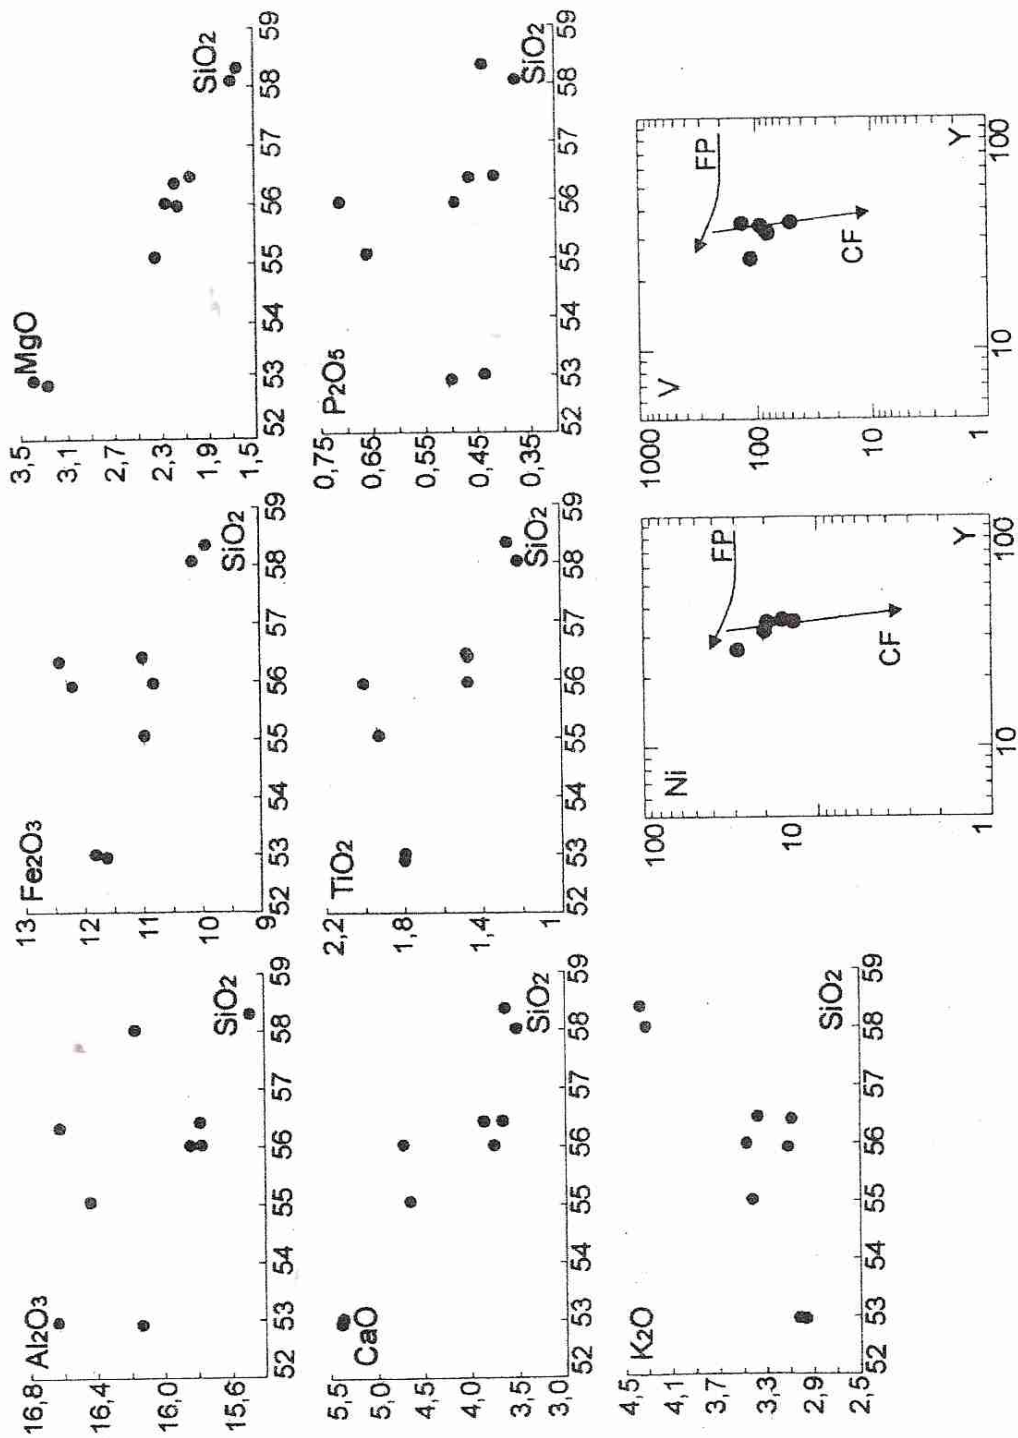 Al2O3
16,8
16,4
16,0
15,6
SiO2
52 53 54 55 56 57 58 59
Fe2O3
13
12
11
10
9
SiO2
52 53 54 55 56 57 58 59
MgO
3,5
3,1
2,7
2,3
1,9
1,5
SiO2
52 53 54 55 56 57 58 59
CaO
5,5
5,0
4,0
4,0
3,5
3,0
SiO2
52 53 54 55 56 57 58 59
TiO2
2,2
1,8
1,4
1
SiO2
52 53 54 55 56 57 58 59
P2O5
0,75
0,65
0,55
0,45
0,35
SiO2
52 53 54 55 56 57 58 59
K2O
4,5
4,1
3,7
3,3
2,9
2,5
SiO2
52 53 54 55 56 57 58 59
Ni
100
10
1
FP
CF
Y
10 100
V
1000
100
10
1
FP
CF
Y
10 100